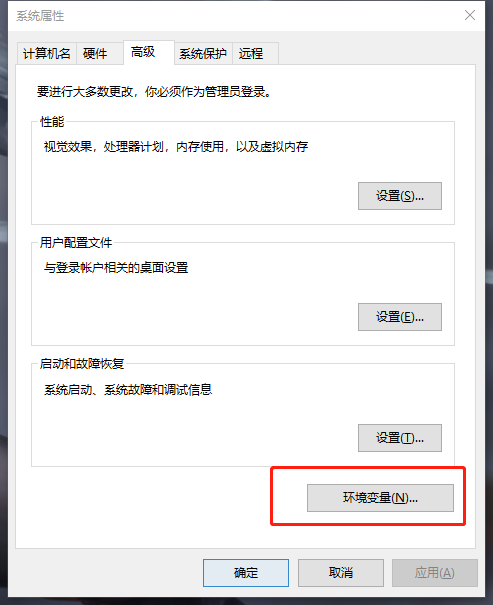 系统属性
计算机名 硬件 高级 系统保护 远程
要进行大多数更改，你必须作为管理员登录。
性能
视觉效果，处理器计划，内存使用，以及虚拟内存
设置(S)...
用户配置文件
与登录帐户相关的桌面设置
设置(E)...
启动和故障恢复
系统启动、系统故障和调试信息
设置(T)...
环境变量(N)...
确定 取消 应用(A)